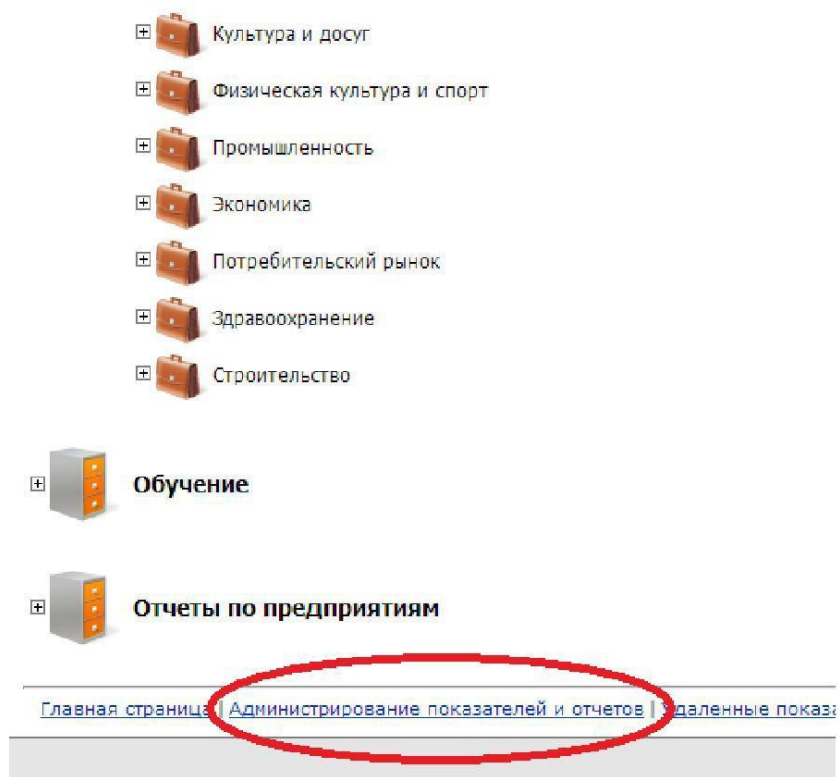 Культура и досуг
Физическая культура и спорт
Промышленность
Экономика
Потребительский рынок
Здравоохранение
Строительство
Обучение
Отчеты по предприятиям
Главная страница | Администрирование показателей и отчетов | Удаленные показа